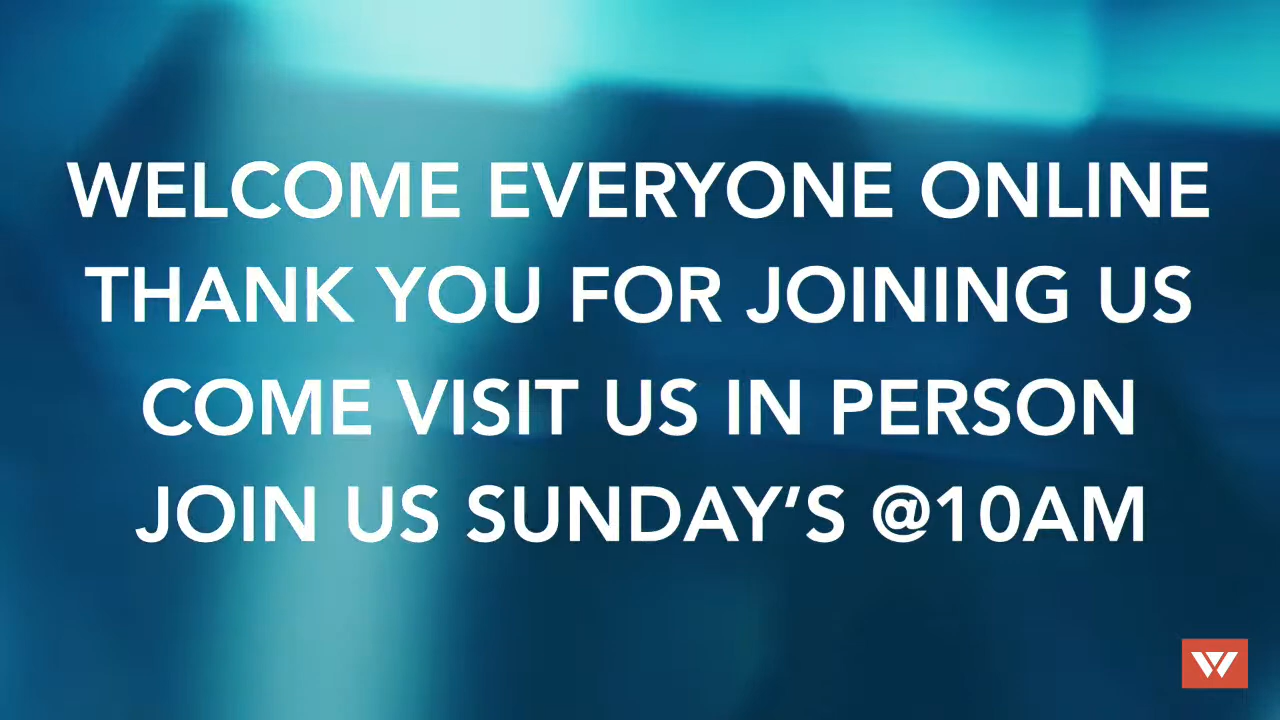 WELCOME EVERYONE ONLINE
THANK YOU FOR JOINING US
COME VISIT US IN PERSON
JOIN US SUNDAY’S @10AM
W